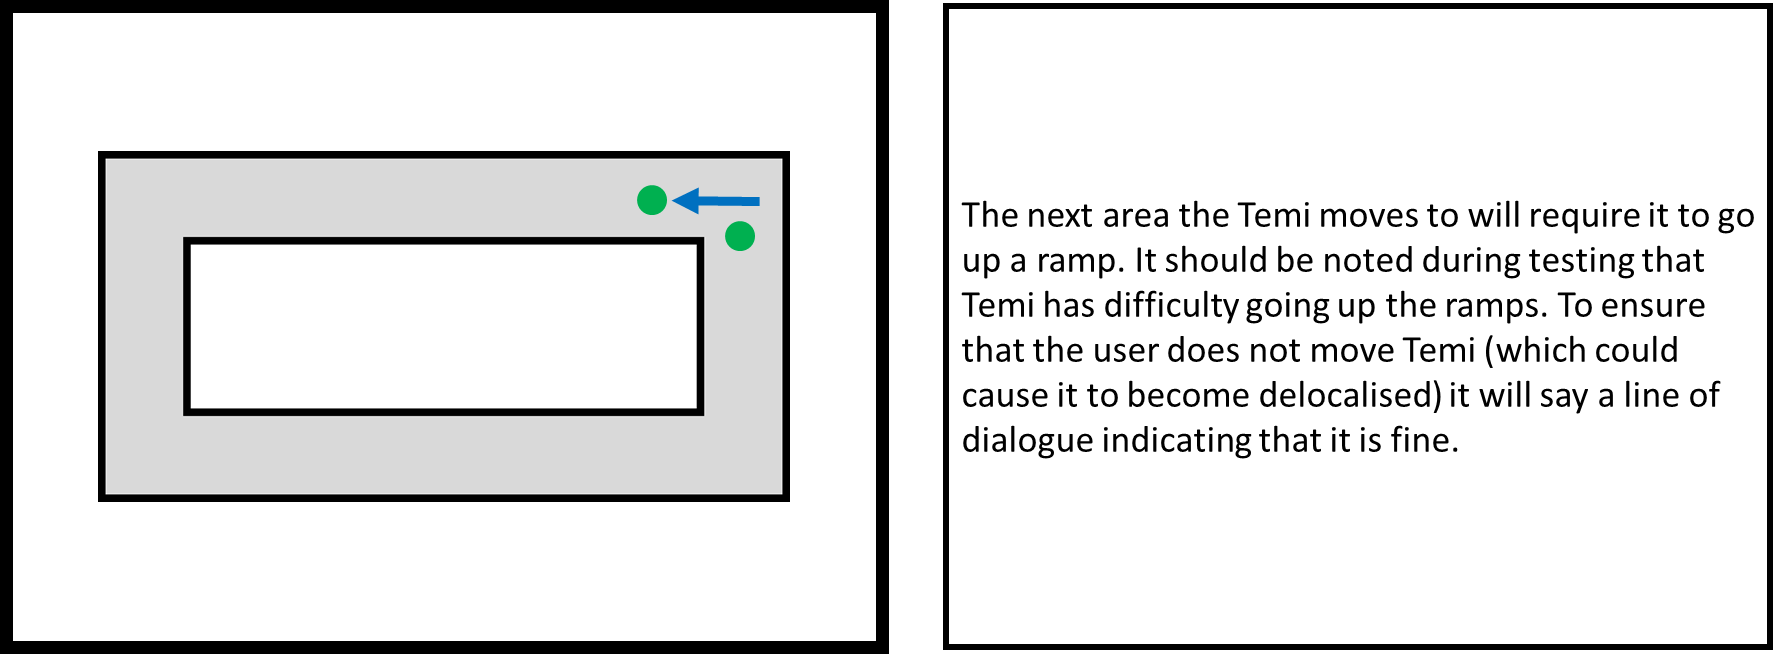 The next area the Temi moves to will require it to go
up a ramp. It should be noted during testing that
Temi has difficulty going up the ramps. To ensure
that the user does not move Temi (which could
cause it to become delocalised) it will say a line of
dialogue indicating that it is fine.